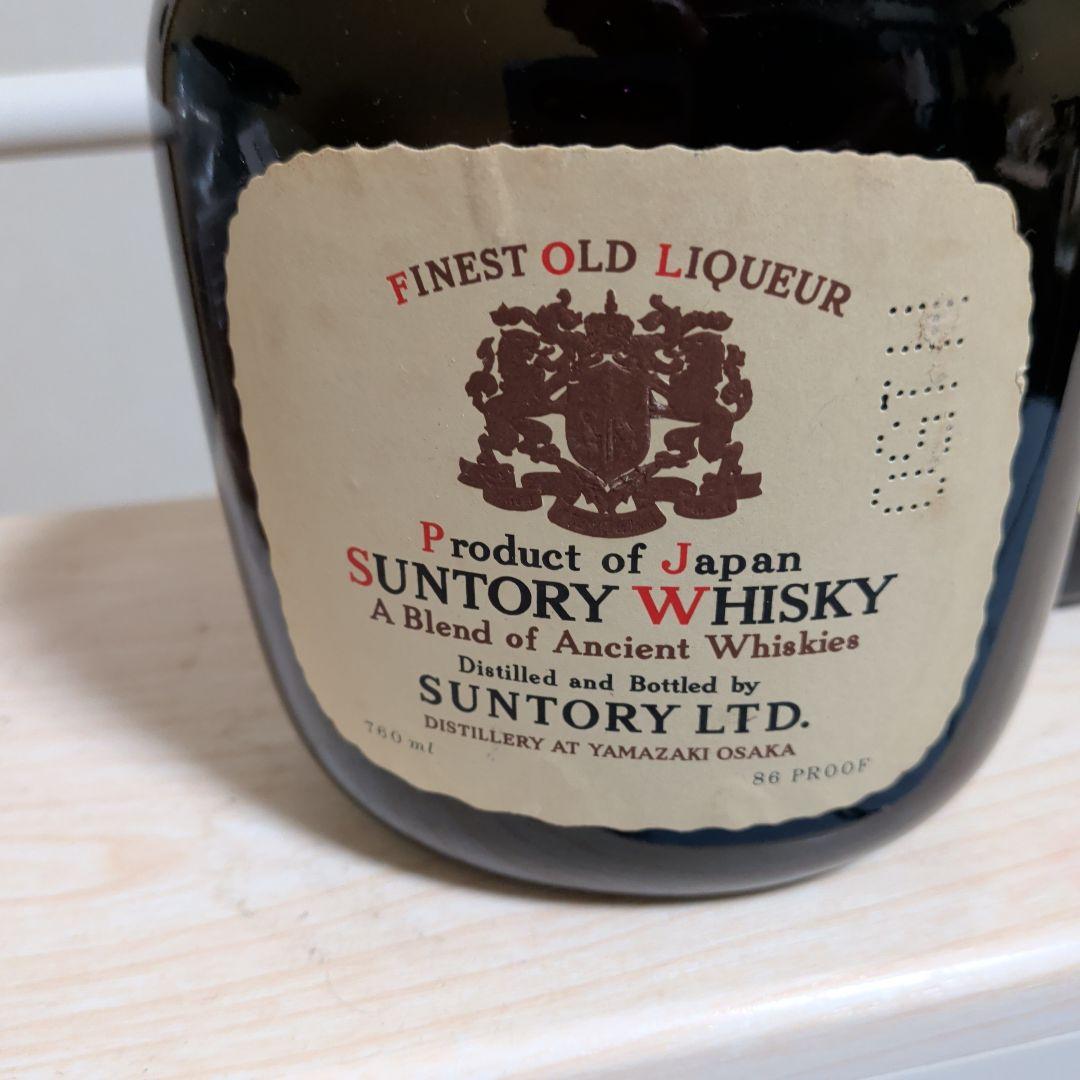 FINEST OLD LIQUEUR
Product of Japan
SUNTORY WHISKY
A Blend of Ancient Whiskies
Distilled and Bottled by
SUNTORY LTD.
DISTILLERY AT YAMAZAKI OSAKA
760 ml
86 PROOF